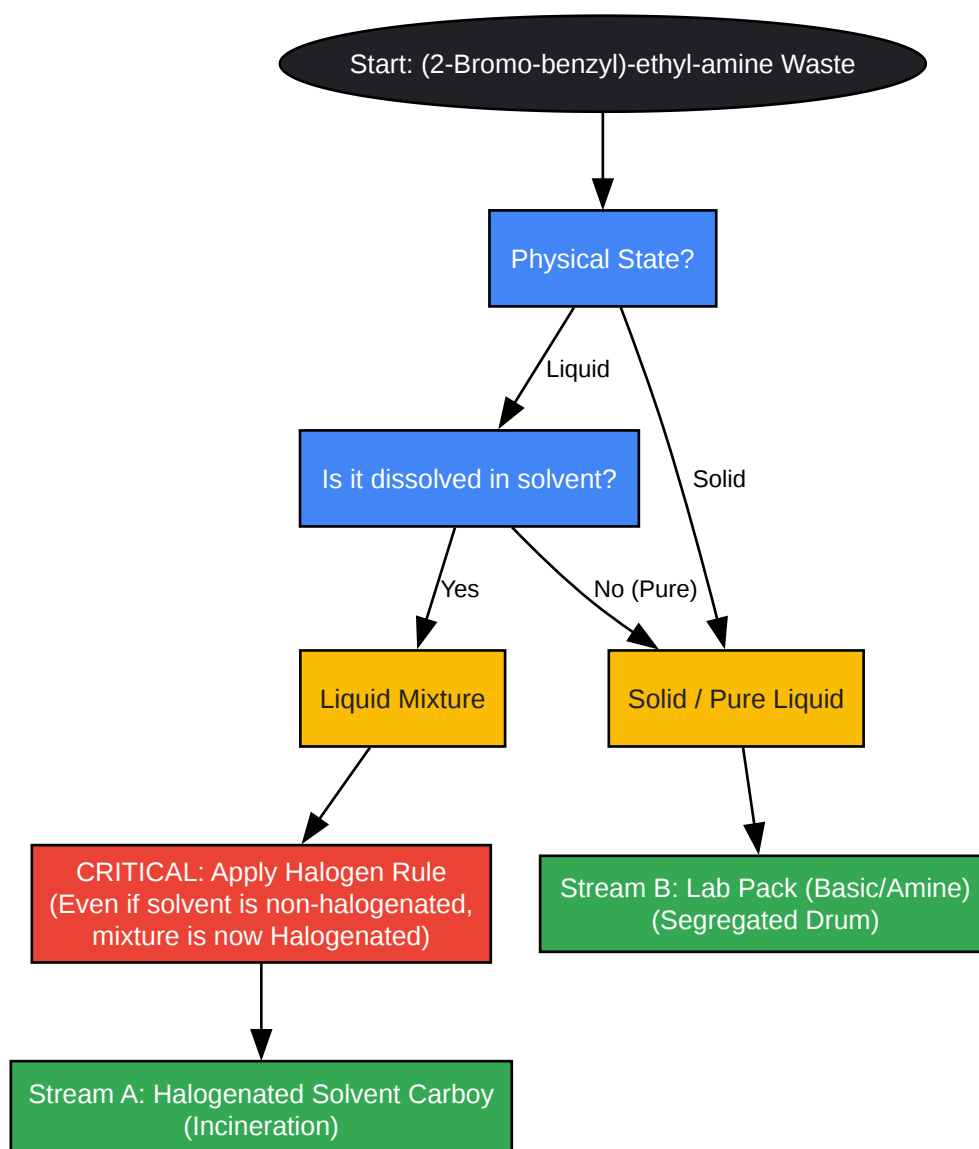 Start: (2-Bromo-benzyl)-ethyl-amine Waste
Physical State?
Liquid
Is it dissolved in solvent?
Solid
Yes
No (Pure)
Liquid Mixture
Solid / Pure Liquid
CRITICAL: Apply Halogen Rule
(Even if solvent is non-halogenated,
mixture is now Halogenated)
Stream B: Lab Pack (Basic/Amine)
(Segregated Drum)
Stream A: Halogenated Solvent Carboy
(Incineration)